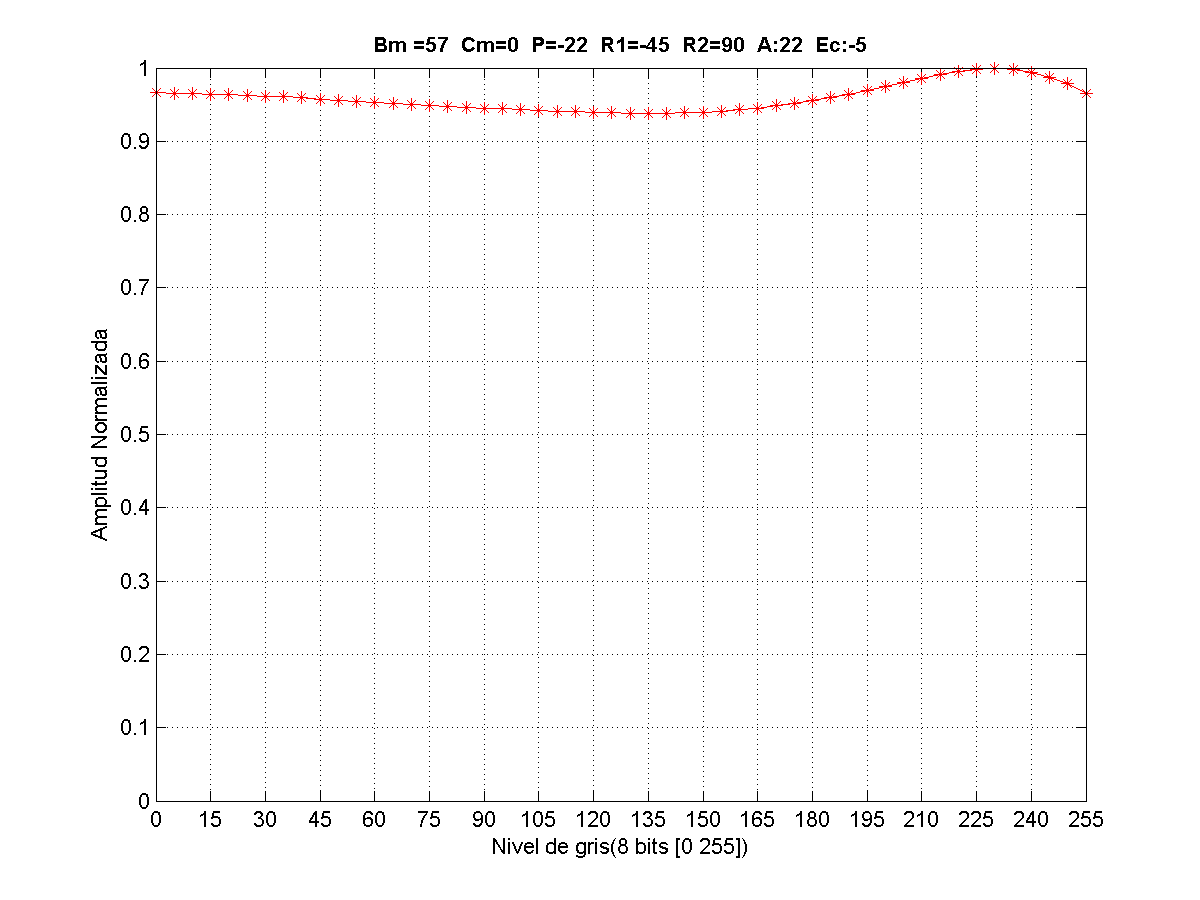 Bm =57  Cm=0  P=-22  R1=-45  R2=90  A:22  Ec:-5
1
0.9
0.8
0.7
0.6
0.5
0.4
0.3
0.2
0.1
0
Amplitud Normalizada
0 15 30 45 60 75 90 105 120 135 150 165 180 195 210 225 240 255
Nivel de gris(8 bits [0 255])